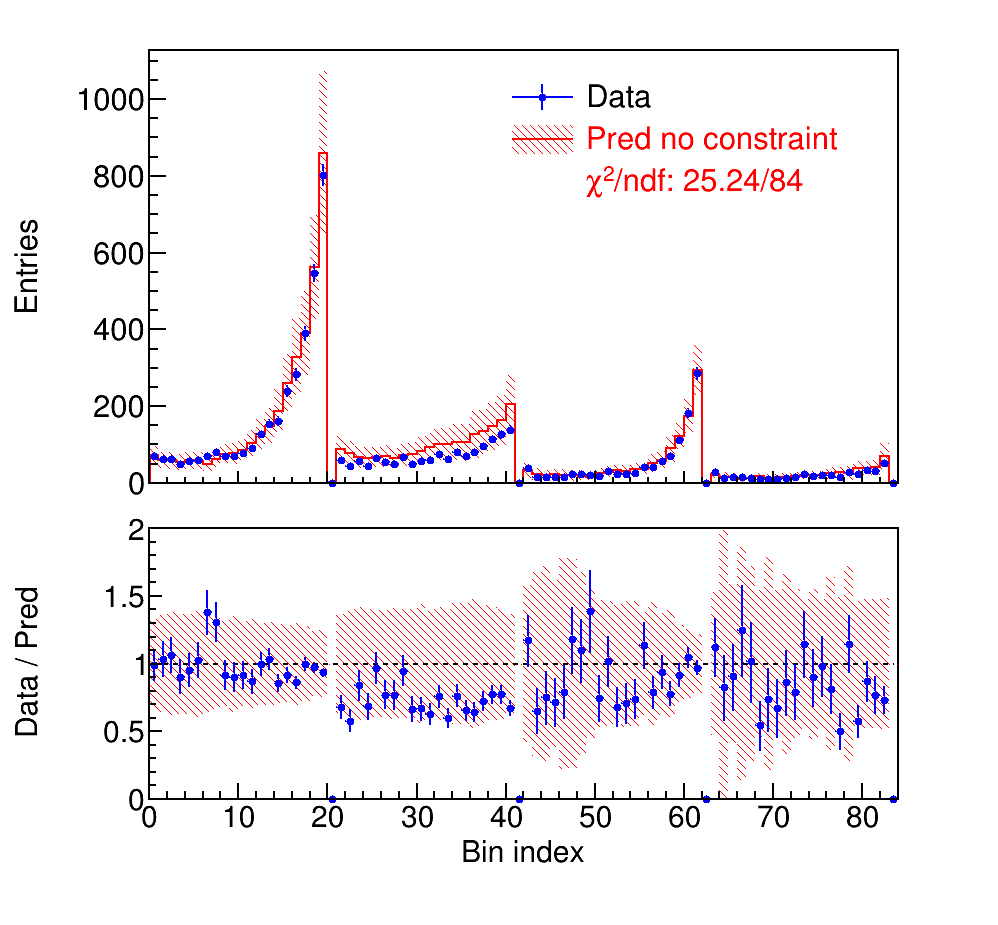 Entries
1000
800
600
400
200
0
Data
Pred no constraint
χ²/ndf: 25.24/84
Data / Pred
2
1.5
1
0.5
0
0 10 20 30 40 50 60 70 80
Bin index